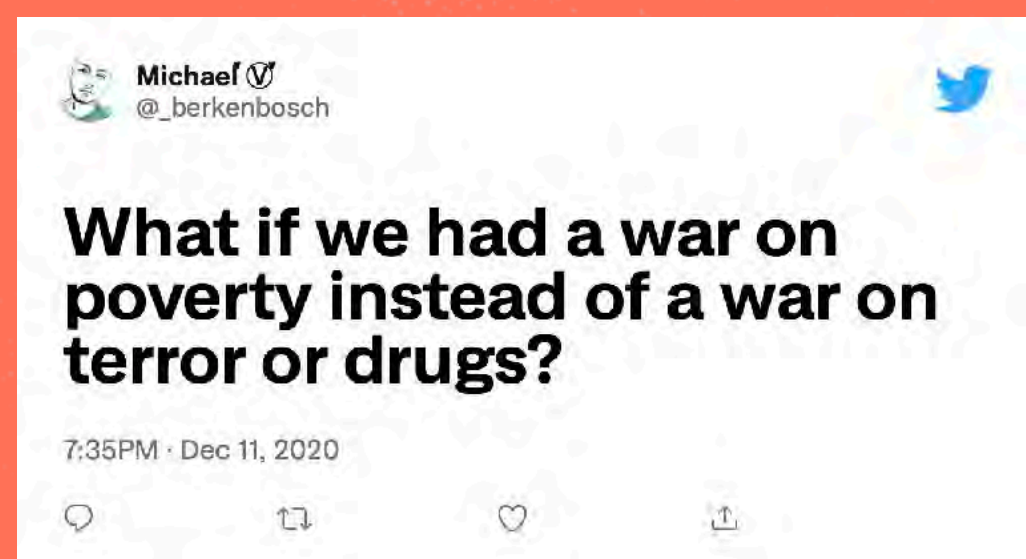 Michael Ⓥ
@_berkenbosch
What if we had a war on
poverty instead of a war on
terror or drugs?
7:35PM · Dec 11, 2020